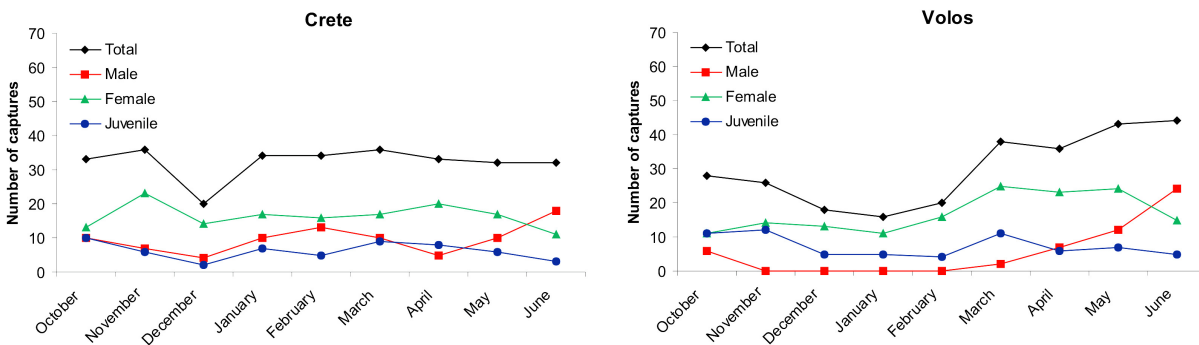 Crete
Number of captures
70
60
50
40
30
20
10
0
Total
Male
Female
Juvenile
October
November
December
January
February
March
April
May
June
Volos
Number of captures
70
60
50
40
30
20
10
0
Total
Male
Female
Juvenile
October
November
December
January
February
March
April
May
June